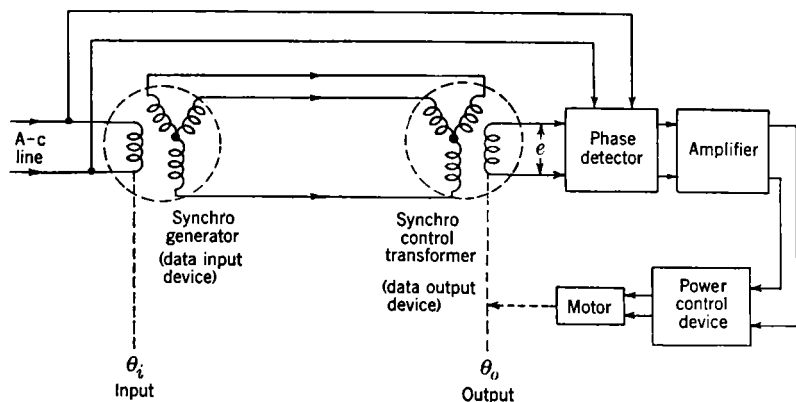 A-c
line
Synchro
generator
(data input
device)
θi
Input
Synchro
control
transformer
(data output
device)
θo
Output
e
Phase
detector
Amplifier
Power
control
device
Motor